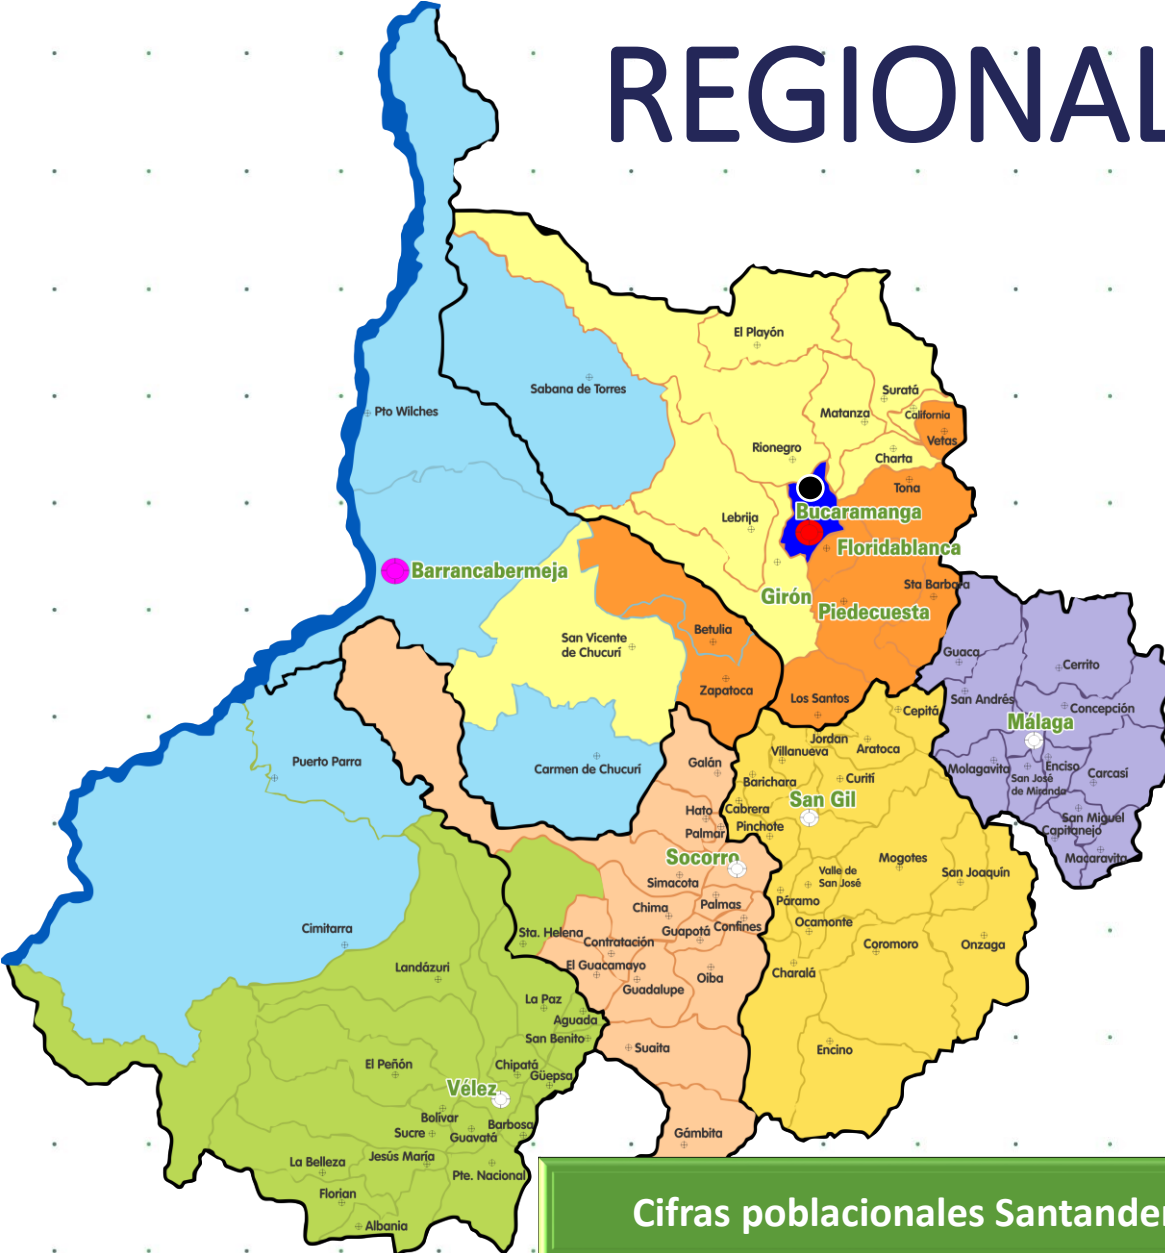 REGIONAL
El Playón
Sabana de Torres
Suratá
Pto Wilches
Matanza
California
Vetas
Rionegro
Charta
Tona
Lebrija
Bucaramanga
Floridablanca
Barrancabermeja
Sta Barbara
Girón
Piedecuesta
Betulia
San Vicente
de Chucurí
Guaca
Cerrito
Zapatoca
Los Santos
San Andrés
Cepitá
Concepción
Málaga
Jordan
Villanueva
Aratoca
Puerto Parra
Galán
Carmen de Chucurí
Molagavita
Enciso
Carcasí
San José
de Miranda
Barichara
Curití
San Gil
Hato
Cabrera
San Miguel
Pinchote
Palmar
Capitanejo
Socorro
Mogotes
Macaravita
Valle de
San José
San Joaquín
Simacota
Páramo
Palmas
Chima
Ocamonte
Confines
Cimitarra
Sta. Helena
Guapotá
Contratación
Coromoro
Onzaga
Landázuri
El Guacamayo
Charalá
Oiba
Guadalupe
La Paz
Aguada
San Benito
Suaita
Encino
El Peñón
Chipatá
Güepsa
Vélez
Bolívar
Barbosa
Sucre
Guavatá
Gámbita
Jesús María
La Belleza
Pte. Nacional
Florian
Albania
Cifras poblacionales Santander